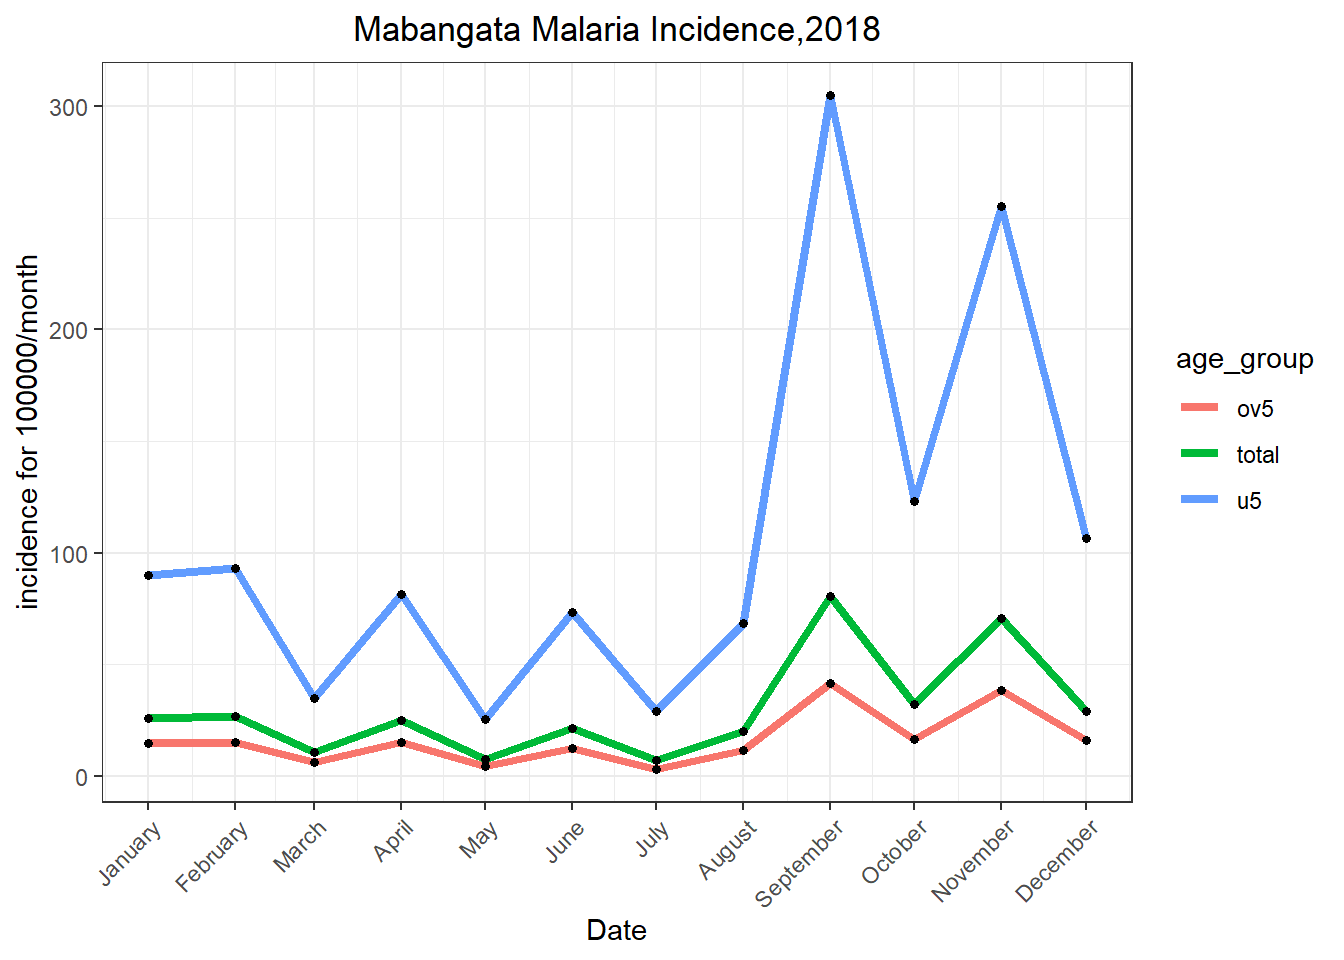 Mabangata Malaria Incidence,2018
incidence for 100000/month
300
200
100
0
January
February
March
April
May
June
July
August
September
October
November
December
Date
age_group
ov5
total
u5